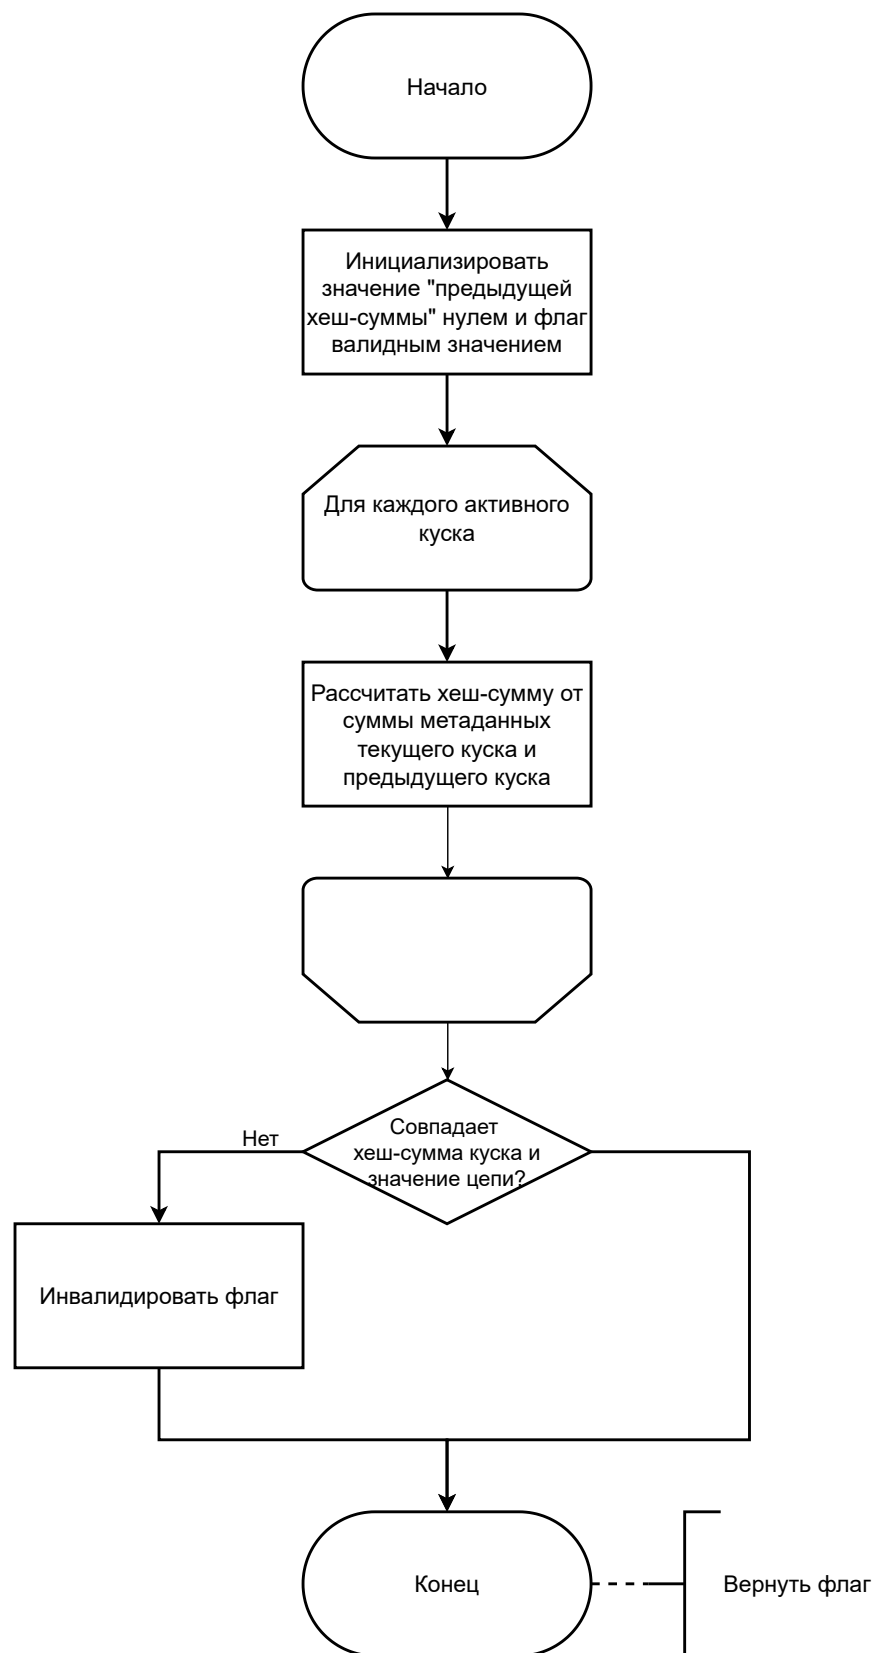 Начало
Инициализировать
значение "предыдущей
хеш-суммы" нулем и флаг
валидным значением
Для каждого активного
куска
Рассчитать хеш-сумму от
суммы метаданных
текущего куска и
предыдущего куска
Совпадает
хеш-сумма куска и
значение цепи?
Нет
Инвалидировать флаг
Конец
Вернуть флаг